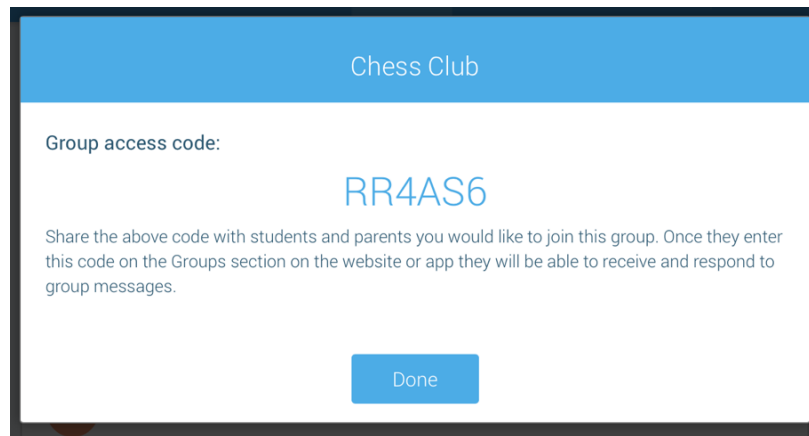 Chess Club
Group access code:
RR4AS6
Share the above code with students and parents you would like to join this group. Once they enter
this code on the Groups section on the website or app they will be able to receive and respond to
group messages.
Done